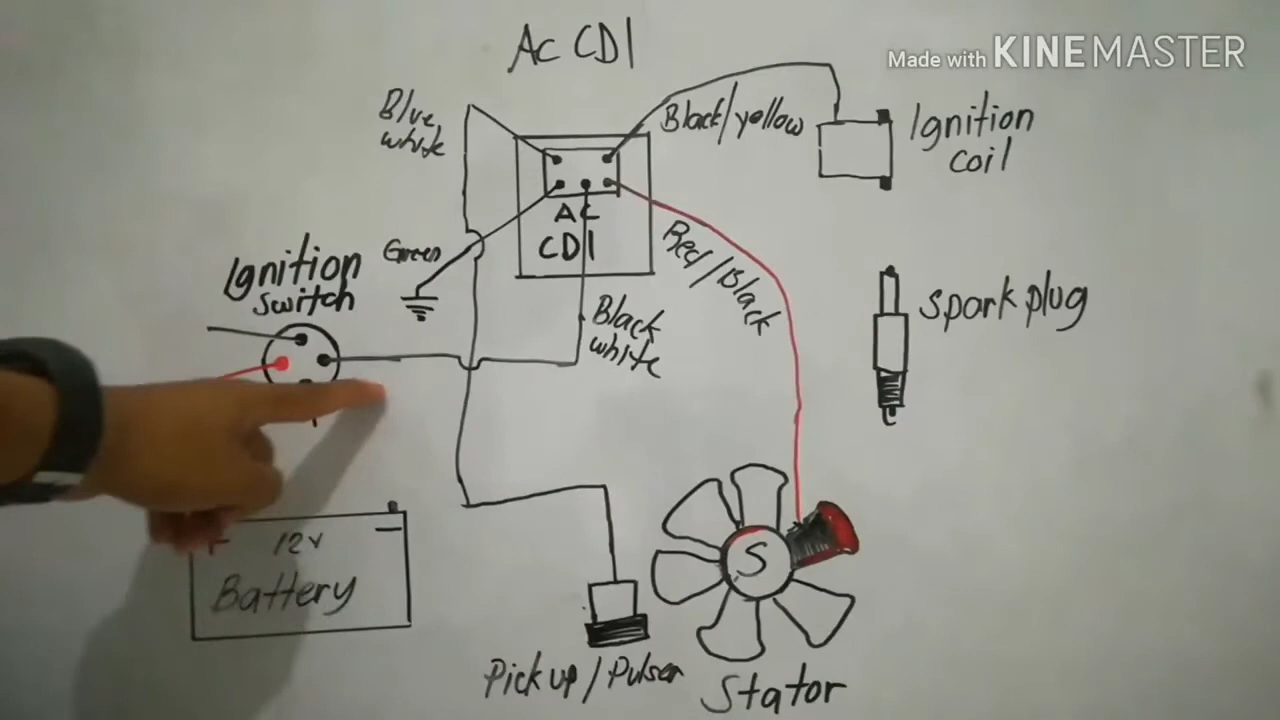 Ac CDI
Made with KINEMASTER
Blue
white
Black/yellow
Ignition
coil
AC
CDI
Green
Red/Black
Ignition
switch
Black
white
spark plug
S
12v
Battery
Pick up/Pulser
Stator